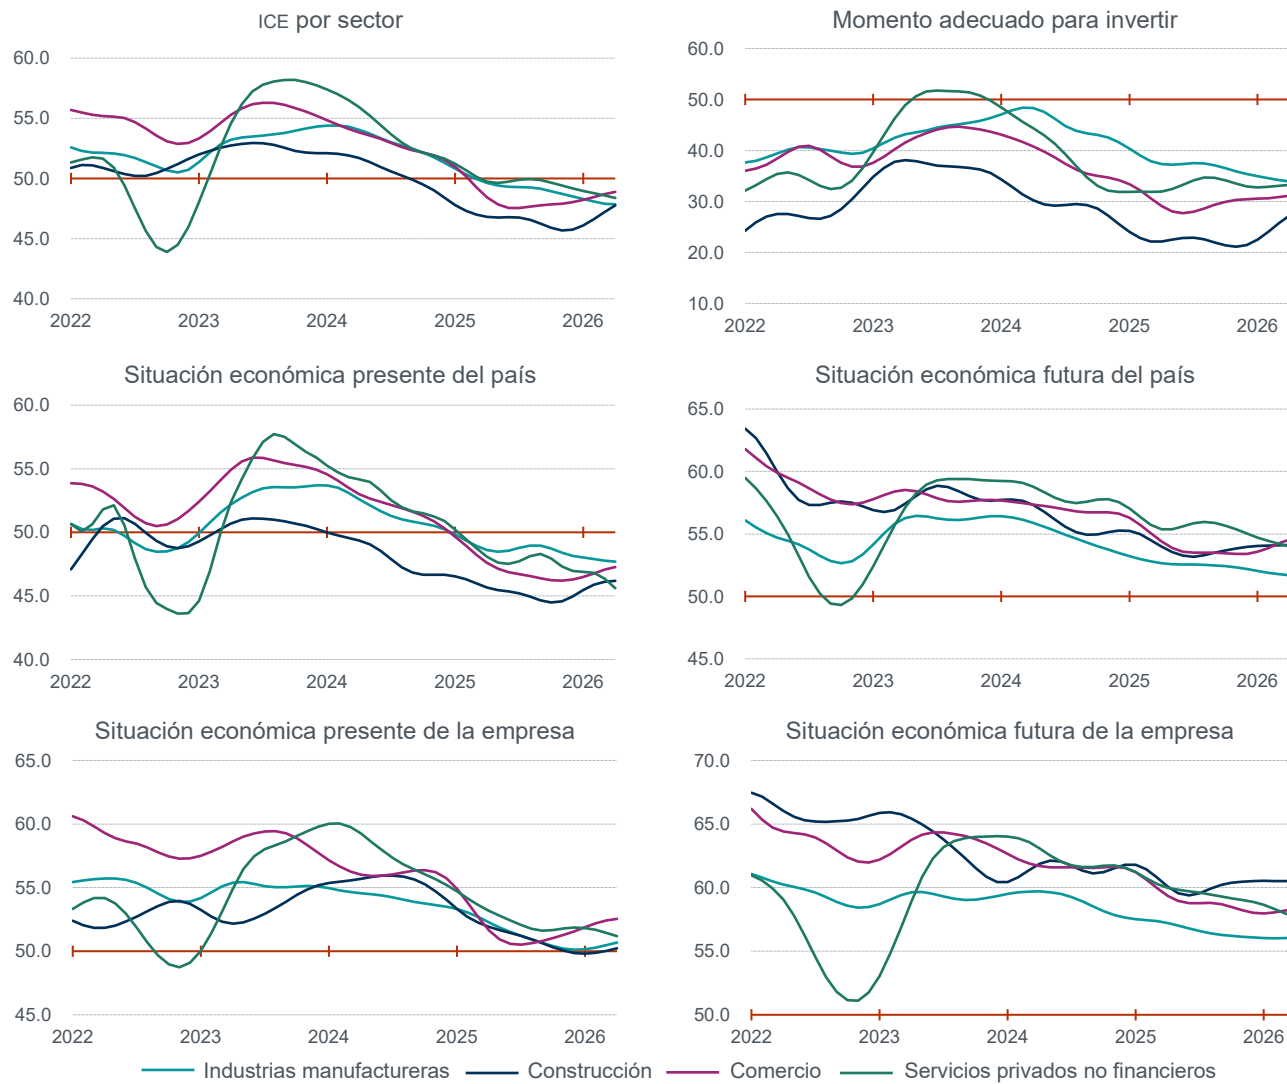 ICE por sector
60.0
55.0
50.0
45.0
40.0
2022 2023 2024 2025 2026
Momento adecuado para invertir
60.0
50.0
40.0
30.0
20.0
10.0
2022 2023 2024 2025 2026
Situación económica presente del país
60.0
55.0
50.0
45.0
40.0
2022 2023 2024 2025 2026
Situación económica futura del país
65.0
60.0
55.0
50.0
45.0
2022 2023 2024 2025 2026
Situación económica presente de la empresa
65.0
60.0
55.0
50.0
45.0
2022 2023 2024 2025 2026
Situación económica futura de la empresa
70.0
65.0
60.0
55.0
50.0
2022 2023 2024 2025 2026
Industrias manufactureras Construcción Comercio Servicios privados no financieros